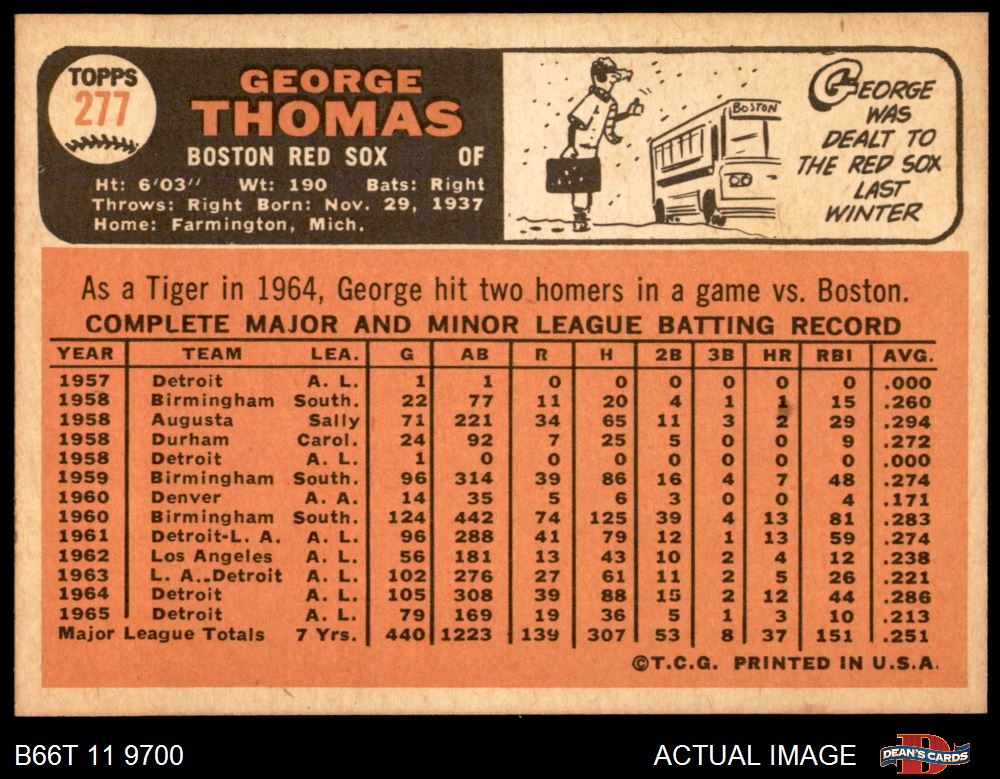 TOPPS
277
GEORGE
THOMAS
BOSTON RED SOX OF
Ht: 6'03" Wt: 190 Bats: Right
Throws: Right Born: Nov. 29, 1937
Home: Farmington, Mich.
BOSTON
GEORGE
WAS
DEALT TO
THE RED SOX
LAST
WINTER
As a Tiger in 1964, George hit two homers in a game vs. Boston.
COMPLETE MAJOR AND MINOR LEAGUE BATTING RECORD
YEAR TEAM LEA. G AB R H 2B 3B HR RBI AVG.
1957 Detroit A. L. 1 1 0 0 0 0 0 0 .000
1958 Birmingham South. 22 77 11 20 4 1 1 15 .260
1958 Augusta Sally 71 221 34 65 11 3 2 29 .294
1958 Durham Carol. 24 92 7 25 5 0 0 9 .272
1958 Detroit A. L. 1 0 0 0 0 0 0 0 .000
1959 Birmingham South. 96 314 39 86 16 4 7 48 .274
1960 Denver A. A. 14 35 5 6 3 0 0 4 .171
1960 Birmingham South. 124 442 74 125 39 4 13 81 .283
1961 Detroit-L. A. A. L. 96 288 41 79 12 1 13 59 .274
1962 Los Angeles A. L. 56 181 13 43 10 2 4 12 .238
1963 L. A.-Detroit A. L. 102 276 27 61 11 2 5 26 .221
1964 Detroit A. L. 105 308 39 88 15 2 12 44 .286
1965 Detroit A. L. 79 169 19 36 5 1 3 10 .213
Major League Totals 7 Yrs. 440 1223 139 307 53 8 37 151 .251
©T.C.G. PRINTED IN U.S.A.
B66T 11 9700 ACTUAL IMAGE DEAN'S CARDS